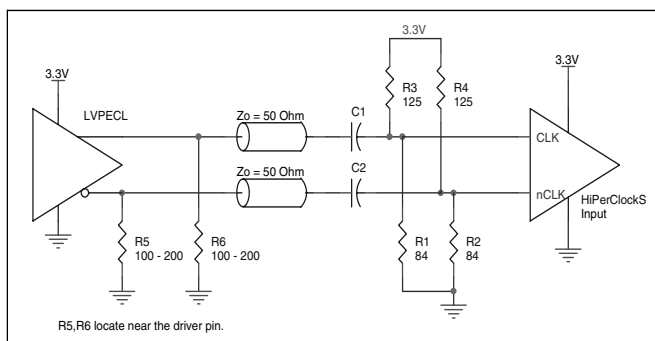 3.3V
3.3V
3.3V
LVPECL
R3
125
R4
125
Zo = 50 Ohm
C1
CLK
Zo = 50 Ohm
C2
nCLK
HiPerClockS
Input
R5
100 - 200
R6
100 - 200
R1
84
R2
84
R5,R6 locate near the driver pin.